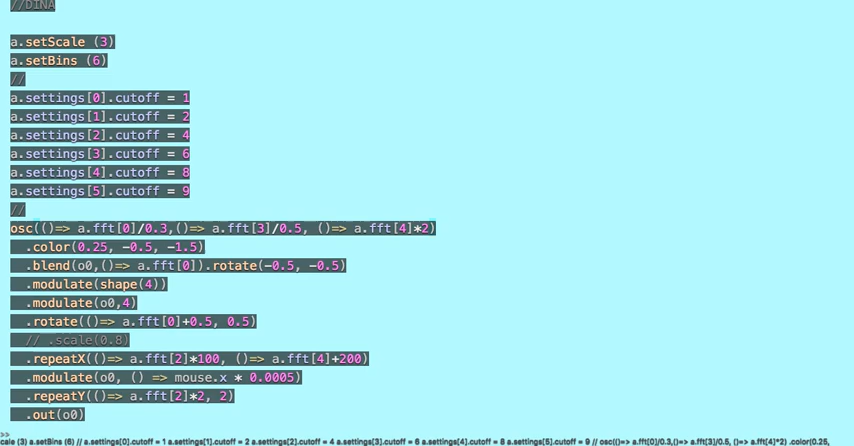 //DINA
a.setScale (3)
a.setBins (6)
//
a.settings[0].cutoff = 1
a.settings[1].cutoff = 2
a.settings[2].cutoff = 4
a.settings[3].cutoff = 6
a.settings[4].cutoff = 8
a.settings[5].cutoff = 9
//
osc(()=> a.fft[0]/0.3,()=> a.fft[3]/0.5, ()=> a.fft[4]*2)
  .color(0.25, -0.5, -1.5)
  .blend(o0,()=> a.fft[0]).rotate(-0.5, -0.5)
  .modulate(shape(4))
  .modulate(o0,4)
  .rotate(()=> a.fft[0]+0.5, 0.5)
  // .scale(0.8)
  .repeatX(()=> a.fft[2]*100, ()=> a.fft[4]+200)
  .modulate(o0, () => mouse.x * 0.0005)
  .repeatY(()=> a.fft[2]*2, 2)
  .out(o0)
>>
cale (3) a.setBins (6) // a.settings[0].cutoff = 1 a.settings[1].cutoff = 2 a.settings[2].cutoff = 4 a.settings[3].cutoff = 6 a.settings[4].cutoff = 8 a.settings[5].cutoff = 9 // osc(()=> a.fft[0]/0.3,()=> a.fft[3]/0.5, ()=> a.fft[4]*2) .color(0.25,